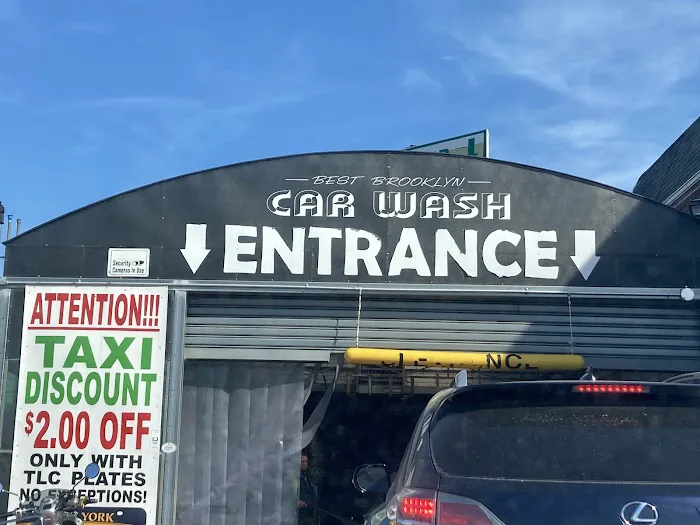 BEST BROOKLYN
CAR WASH
ENTRANCE
Security
Cameras In Use
ATTENTION!!!
TAXI
DISCOUNT
$2.00 OFF
ONLY WITH
TLC PLATES
NO EXCEPTIONS!
YORK